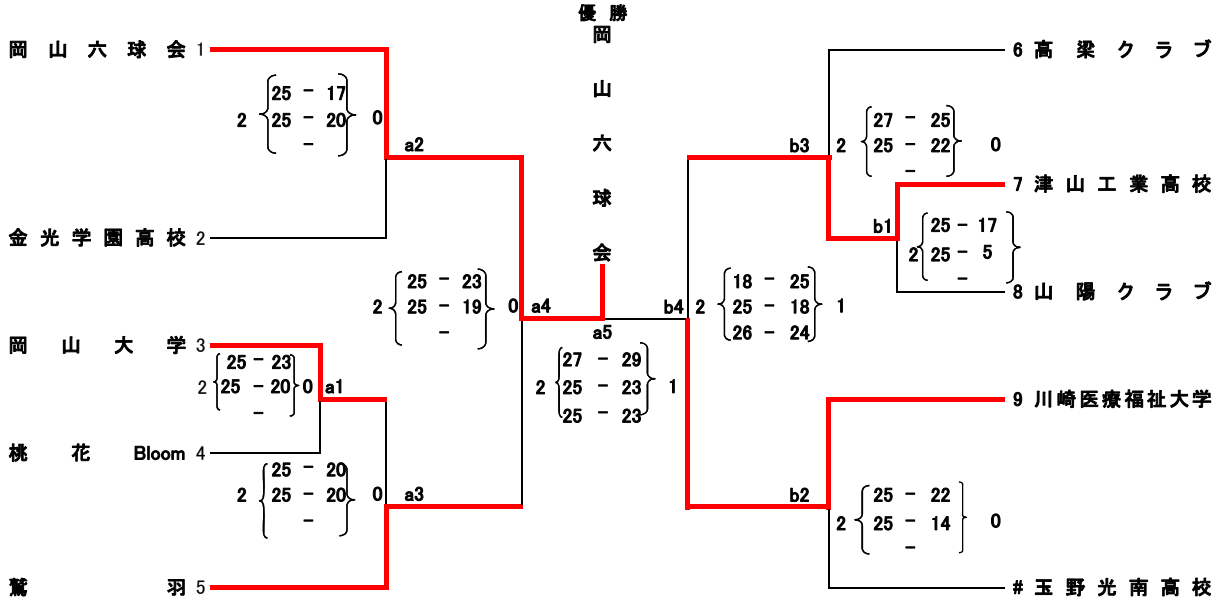 優勝
岡山六球会
岡山六球会 1
25 - 17
2 25 - 20 0
-
a2
金光学園高校 2
25 - 23
2 25 - 19 0
-
a4
岡山大学 3
25 - 23
2 25 - 20 0
-
a1
桃花 Bloom 4
25 - 20
2 25 - 20 0
-
a3
鷲羽 5
a5
27 - 29
2 25 - 23 1
25 - 23
6 高梁クラブ
b3
27 - 25
2 25 - 22 0
-
7 津山工業高校
b1
25 - 17
2 25 - 5
-
8 山陽クラブ
b4
18 - 25
2 25 - 18 1
26 - 24
9 川崎医療福祉大学
b2
25 - 22
2 25 - 14 0
-
# 玉野光南高校